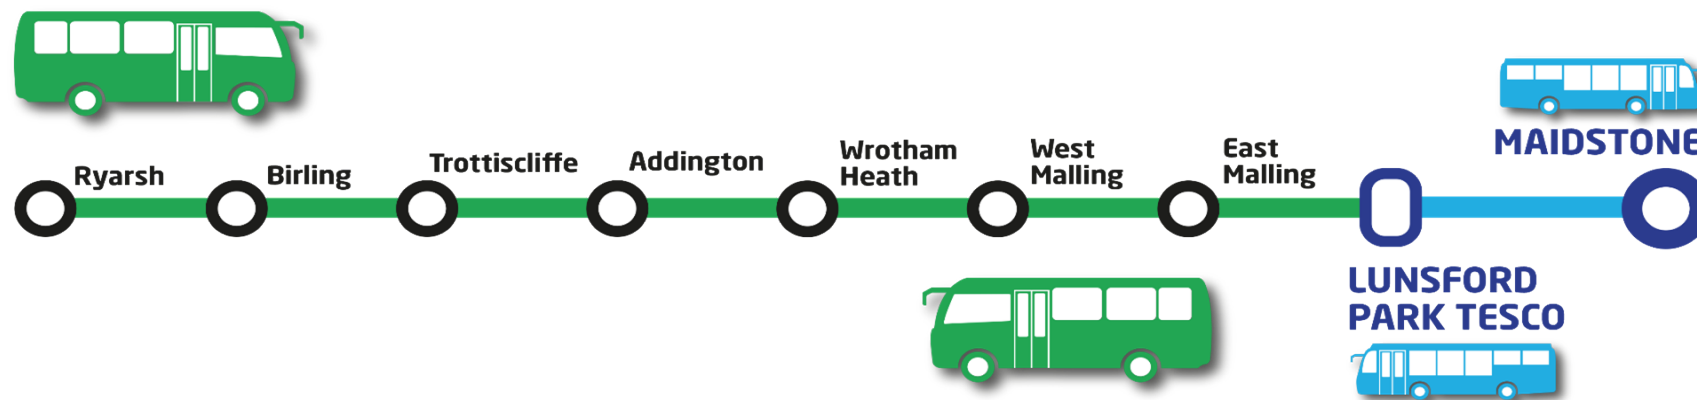 Ryarsh
Birling
Trottiscliffe
Addington
Wrotham
Heath
West
Malling
East
Malling
MAIDSTONE
LUNSFORD
PARK TESCO